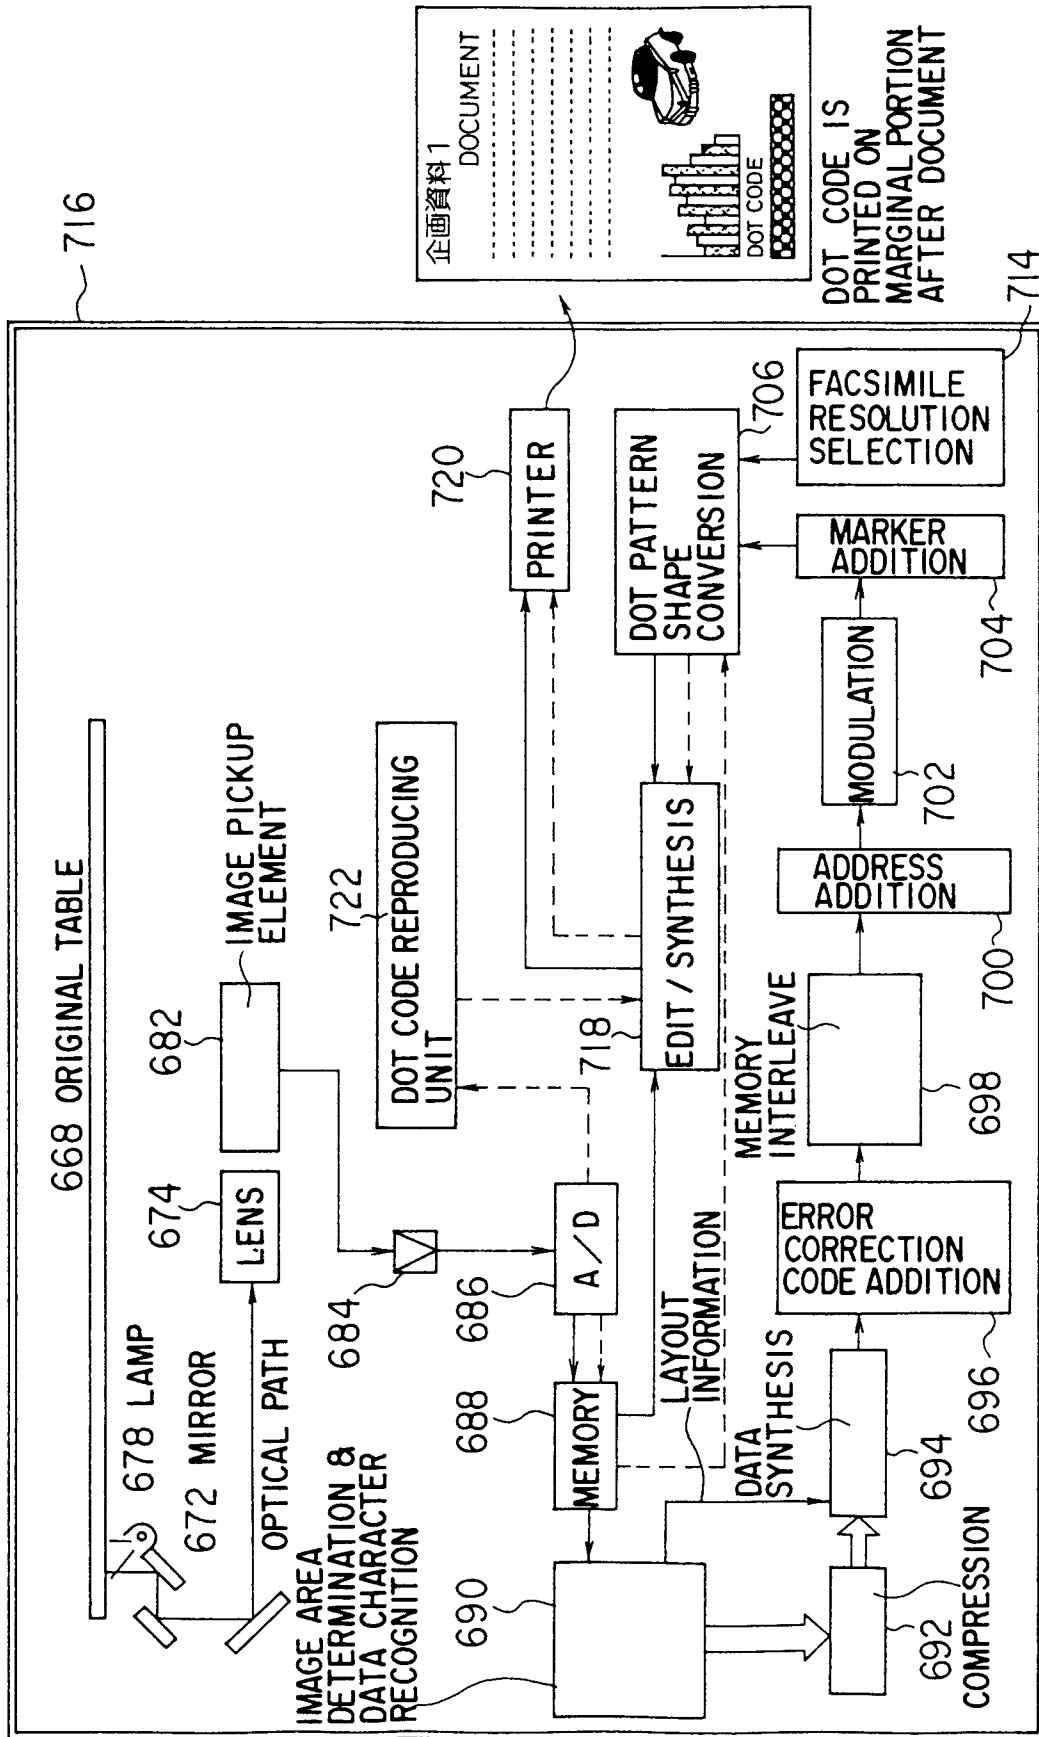 716
668 ORIGINAL TABLE
678 LAMP
672 MIRROR
OPTICAL PATH
674
LENS
682
IMAGE PICKUP
ELEMENT
684
722
DOT CODE REPRODUCING
UNIT
720
PRINTER
企画資料1
DOCUMENT
DOT CODE
DOT CODE IS
PRINTED ON
MARGINAL PORTION
AFTER DOCUMENT
IMAGE AREA
DETERMINATION &
DATA CHARACTER
RECOGNITION
690
688
MEMORY
686
A/D
718
EDIT / SYNTHESIS
DOT PATTERN
SHAPE
CONVERSION
706
FACSIMILE
RESOLUTION
SELECTION
714
LAYOUT
INFORMATION
DATA
SYNTHESIS
694
692
COMPRESSION
ERROR
CORRECTION
CODE ADDITION
696
MEMORY
INTERLEAVE
698
ADDRESS
ADDITION
700
MODULATION
702
MARKER
ADDITION
704